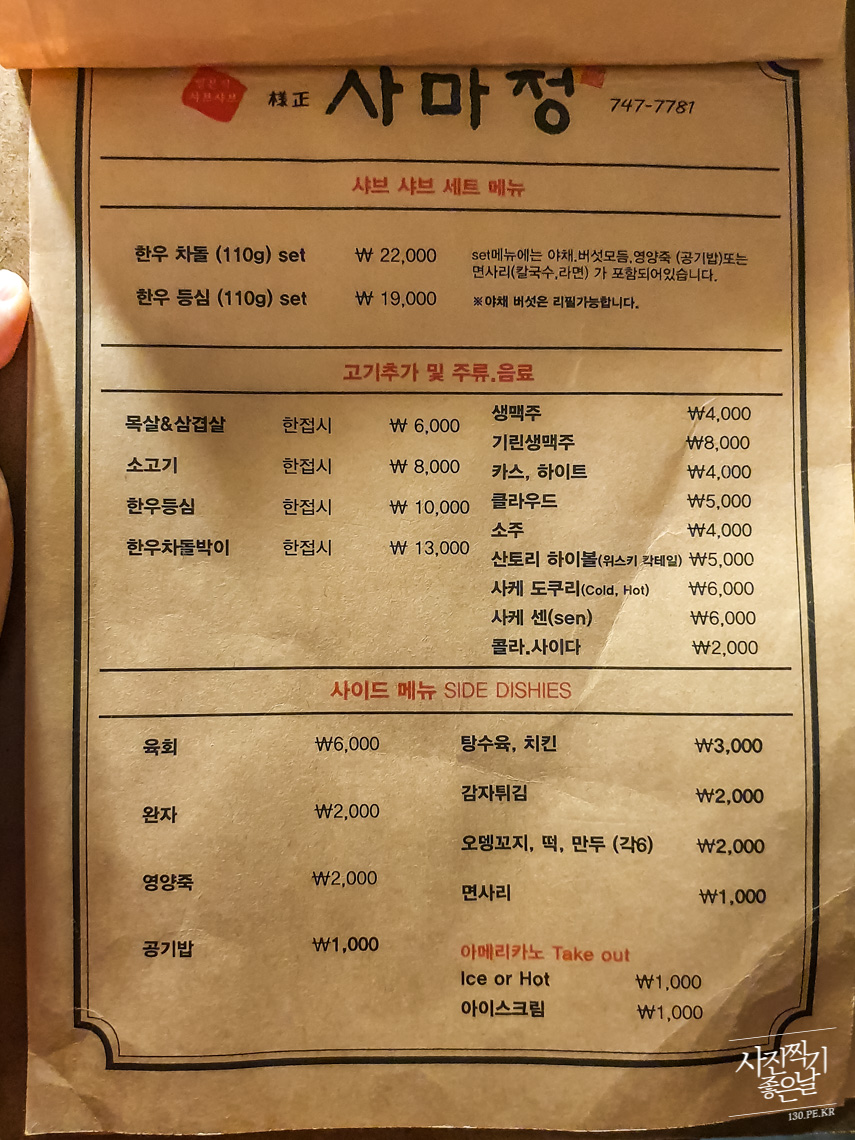 샤브샤브
様正 사마정 747-7781
샤브 샤브 세트 메뉴
한우 차돌 (110g) set ₩ 22,000
한우 등심 (110g) set ₩ 19,000
set메뉴에는 야채.버섯모듬,영양죽 (공기밥)또는
면사리(칼국수,라면) 가 포함되어있습니다.
※야채 버섯은 리필가능합니다.
고기추가 및 주류.음료
목살&삼겹살 한접시 ₩ 6,000
소고기 한접시 ₩ 8,000
한우등심 한접시 ₩ 10,000
한우차돌박이 한접시 ₩ 13,000
생맥주 ₩4,000
기린생맥주 ₩8,000
카스, 하이트 ₩4,000
클라우드 ₩5,000
소주 ₩4,000
산토리 하이볼(위스키 칵테일) ₩5,000
사케 도쿠리(Cold, Hot) ₩6,000
사케 센(sen) ₩6,000
콜라.사이다 ₩2,000
사이드 메뉴 SIDE DISHIES
육회 ₩6,000
완자 ₩2,000
영양죽 ₩2,000
공기밥 ₩1,000
탕수육, 치킨 ₩3,000
감자튀김 ₩2,000
오뎅꼬지, 떡, 만두 (각6) ₩2,000
면사리 ₩1,000
아메리카노 Take out
Ice or Hot ₩1,000
아이스크림 ₩1,000
사진찍기
좋은날
130.PE.KR